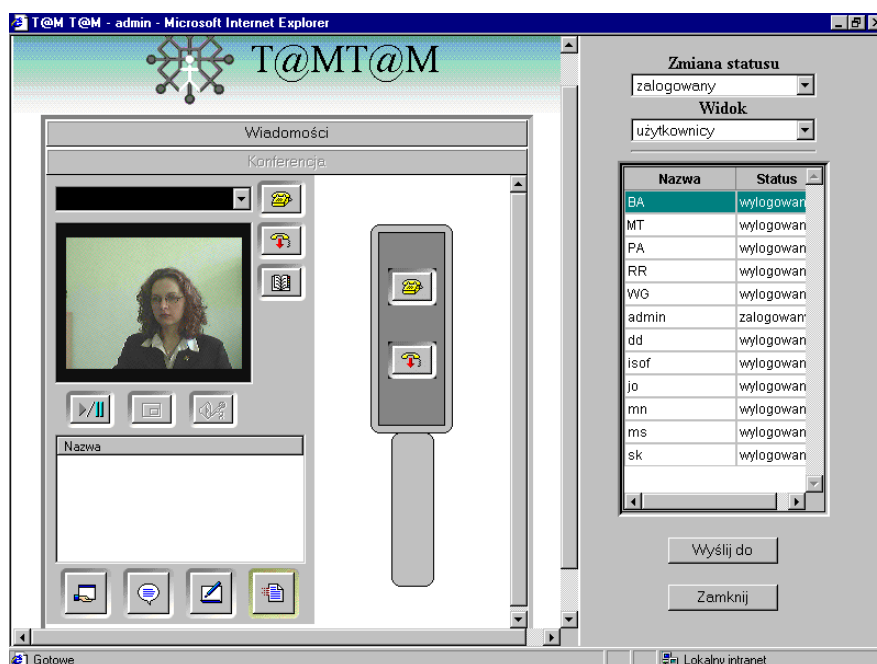 T@M T@M - admin - Microsoft Internet Explorer
T@MT@M
Wiadomości
Konferencja
Nazwa
Zmiana statusu
zalogowany
Widok
użytkownicy
Nazwa Status
BA wylogowan
MT wylogowan
PA wylogowan
RR wylogowan
WG wylogowan
admin zalogowany
dd wylogowan
isof wylogowan
jo wylogowan
mn wylogowan
ms wylogowan
sk wylogowan
Wyślij do
Zamknij
Gotowe
Lokalny intranet